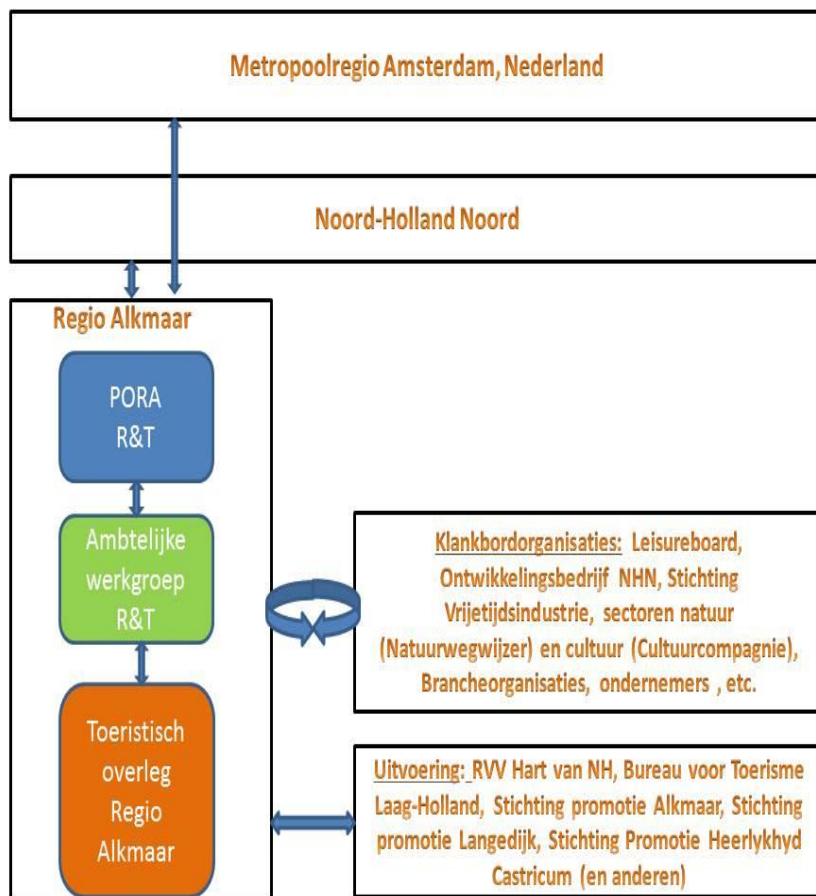 Metropoolregio Amsterdam, Nederland
Noord-Holland Noord
Regio Alkmaar
PORA
R&T
Ambtelijke
werkgroep
R&T
Toeristisch
overleg
Regio
Alkmaar
Klankbordorganisaties: Leisureboard,
Ontwikkelingsbedrijf NHN, Stichting
Vrijetijdsindustrie, sectoren natuur
(Natuurwegwijzer) en cultuur (Cultuurcompagnie),
Brancheorganisaties, ondernemers , etc.
Uitvoering: RVV Hart van NH, Bureau voor Toerisme
Laag-Holland, Stichting promotie Alkmaar, Stichting
promotie Langedijk, Stichting Promotie Heerlykhyd
Castricum (en anderen)